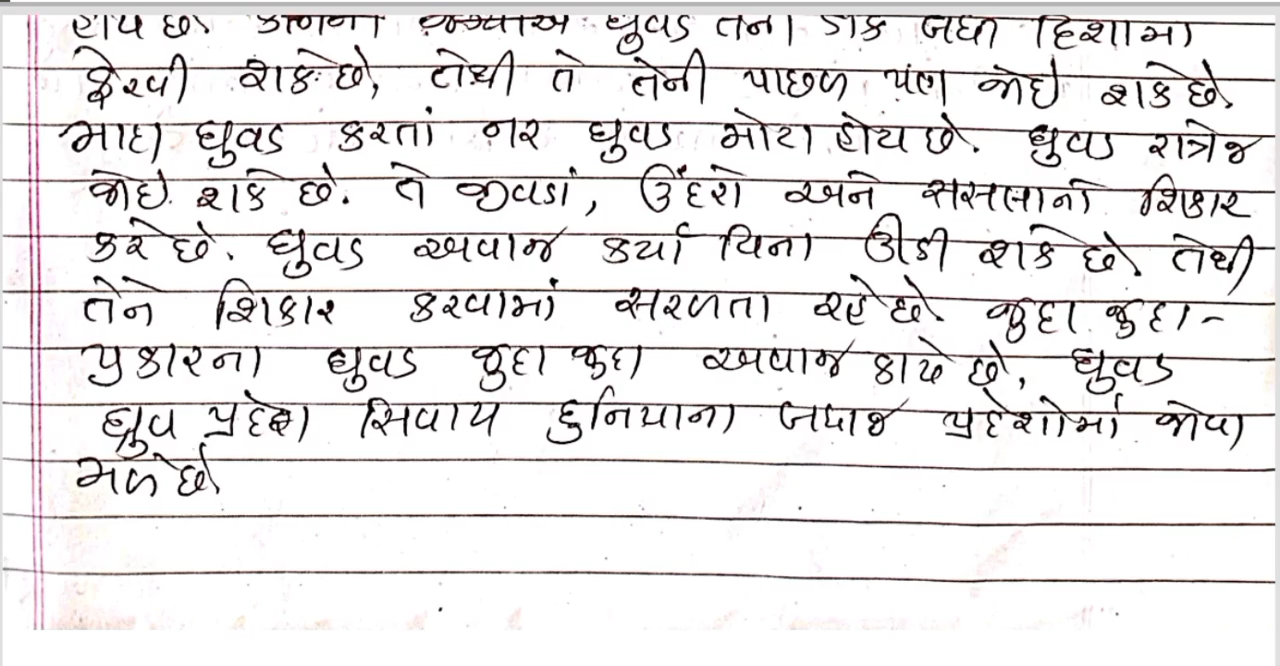 હોય છે. ઘુવડ તેના ડોક બધી દિશામાં
ફેરવી શકે છે, તેથી તે તેની પાછળ પણ જોઈ શકે છે.
માદા ઘુવડ કરતાં નર ઘુવડ મોટા હોય છે. ઘુવડ રાત્રે જ
જોઈ શકે છે. તે જીવડાં, ઉંદરો અને સસલાનો શિકાર
કરે છે. ઘુવડ અવાજ કર્યા વિના ઊડી શકે છે. તેથી
તેને શિકાર કરવામાં સરળતા રહે છે. જુદા જુદા-
પ્રકારના ઘુવડ જુદા જુદા અવાજ કાઢે છે. ઘુવડ
ધ્રુવ પ્રદેશ સિવાય દુનિયાના બધાજ પ્રદેશોમાં જોવા
મળે છે.